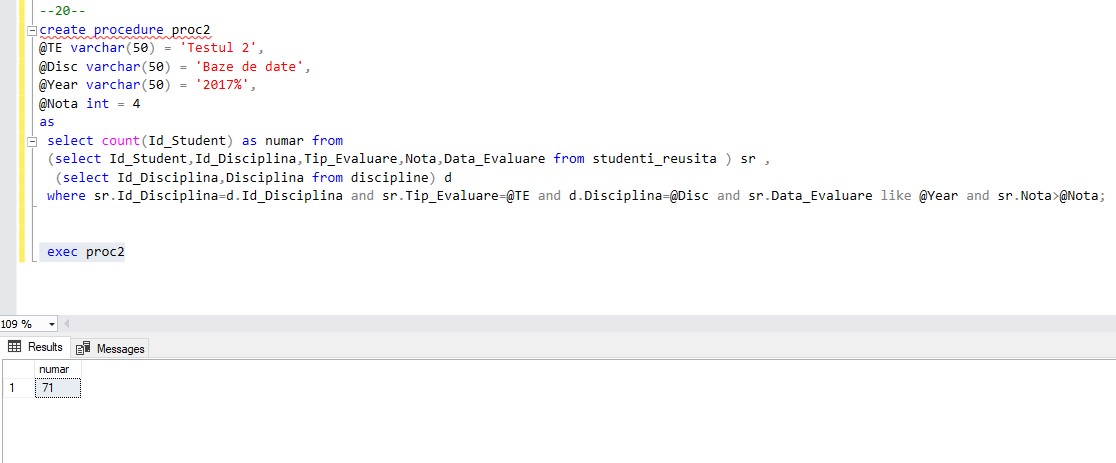 --20--
create procedure proc2
@TE varchar(50) = 'Testul 2',
@Disc varchar(50) = 'Baze de date',
@Year varchar(50) = '2017%',
@Nota int = 4
as
select count(Id_Student) as numar from
(select Id_Student,Id_Disciplina,Tip_Evaluare,Nota,Data_Evaluare from studenti_reusita ) sr ,
(select Id_Disciplina,Disciplina from discipline) d
where sr.Id_Disciplina=d.Id_Disciplina and sr.Tip_Evaluare=@TE and d.Disciplina=@Disc and sr.Data_Evaluare like @Year and sr.Nota>@Nota;
exec proc2
109 %
Results Messages
numar
1 71